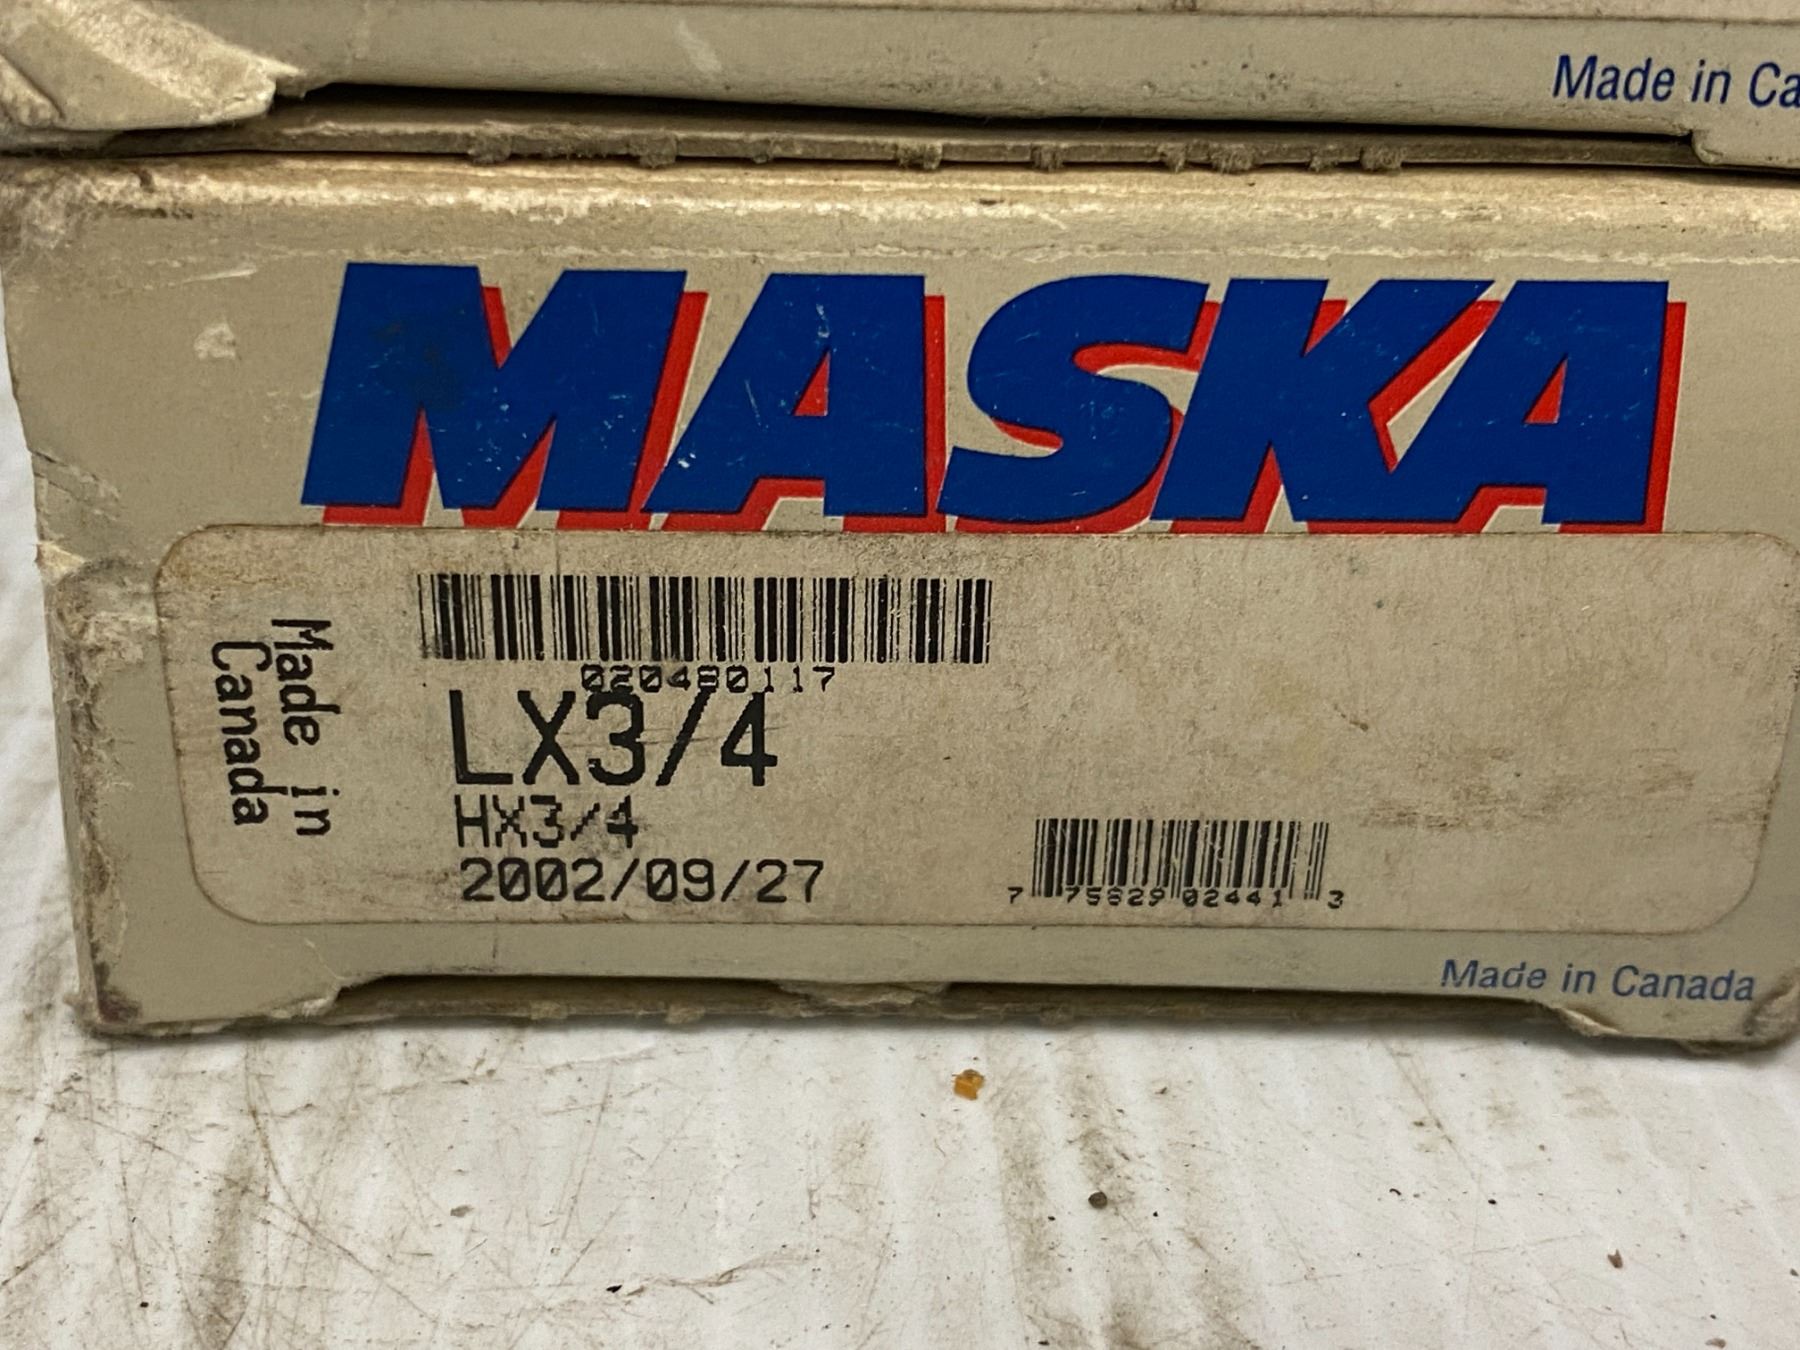 Made in Ca
MASKA
Made in
Canada
020480117
LX3/4
HX3/4
2002/09/27
7 75829 02441 3
Made in Canada